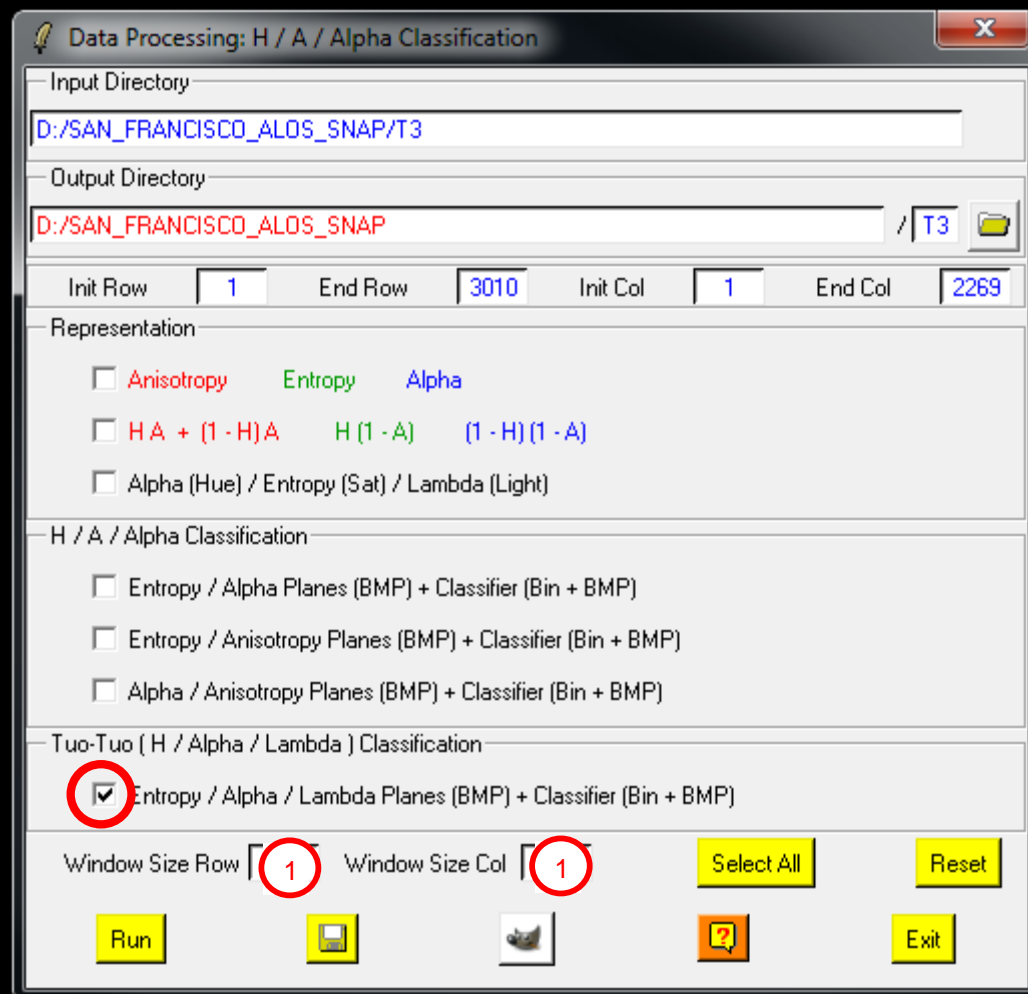 Data Processing: H / A / Alpha Classification
X
Input Directory
D:/SAN_FRANCISCO_ALOS_SNAP/T3
Output Directory
D:/SAN_FRANCISCO_ALOS_SNAP / T3
Init Row 1 End Row 3010 Init Col 1 End Col 2269
Representation
Anisotropy Entropy Alpha
H A + (1 - H) A H (1 - A) (1 - H) (1 - A)
Alpha (Hue) / Entropy (Sat) / Lambda (Light)
H / A / Alpha Classification
Entropy / Alpha Planes (BMP) + Classifier (Bin + BMP)
Entropy / Anisotropy Planes (BMP) + Classifier (Bin + BMP)
Alpha / Anisotropy Planes (BMP) + Classifier (Bin + BMP)
Tuo-Tuo ( H / Alpha / Lambda ) Classification
Entropy / Alpha / Lambda Planes (BMP) + Classifier (Bin + BMP)
Window Size Row 1 Window Size Col 1 Select All Reset
Run ? Exit